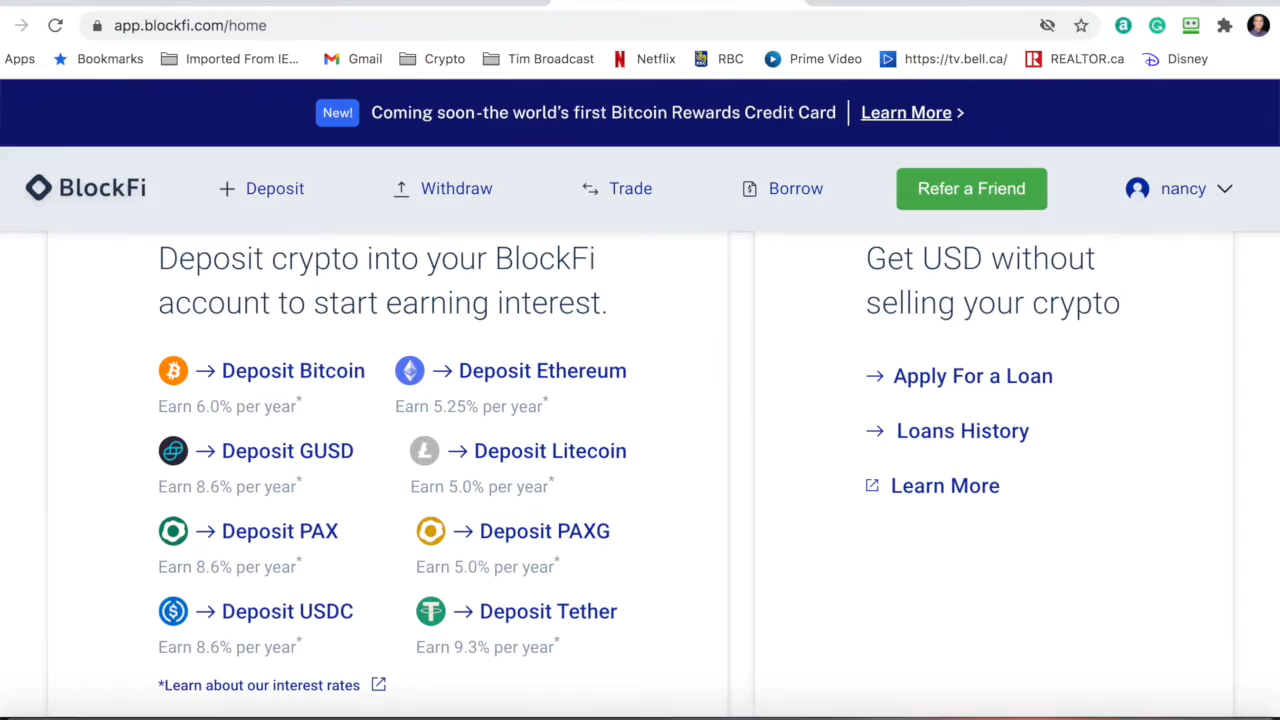 app.blockfi.com/home
Apps Bookmarks Imported From IE... Gmail Crypto Tim Broadcast Netflix RBC Prime Video https://tv.bell.ca/ REALTOR.ca Disney
New! Coming soon-the world's first Bitcoin Rewards Credit Card Learn More >
BlockFi Deposit Withdraw Trade Borrow Refer a Friend nancy
Deposit crypto into your BlockFi
account to start earning interest.
→ Deposit Bitcoin → Deposit Ethereum
Earn 6.0% per year* Earn 5.25% per year*
→ Deposit GUSD → Deposit Litecoin
Earn 8.6% per year* Earn 5.0% per year*
→ Deposit PAX → Deposit PAXG
Earn 8.6% per year* Earn 5.0% per year*
→ Deposit USDC → Deposit Tether
Earn 8.6% per year* Earn 9.3% per year*
*Learn about our interest rates
Get USD without
selling your crypto
→ Apply For a Loan
→ Loans History
Learn More